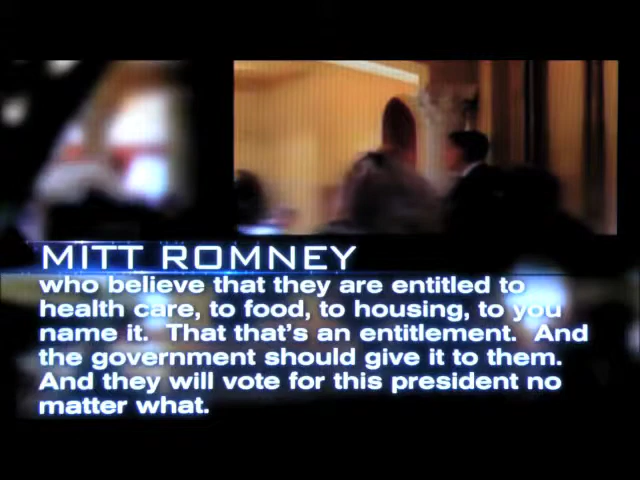 MITT ROMNEY
who believe that they are entitled to
health care, to food, to housing, to you
name it.  That that's an entitlement.  And
the government should give it to them.
And they will vote for this president no
matter what.